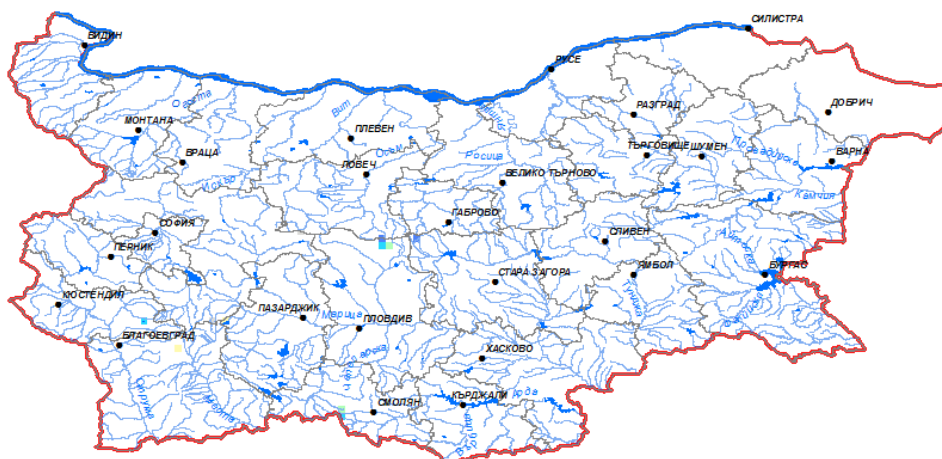 СИЛИСТРА
ВИДИН
РУСЕ
Огоста
Вит
РАЗГРАД
ДОБРИЧ
МОНТАНА
ПЛЕВЕН
ТЪРГОВИЩЕ
ШУМЕН
Провадийска
ВАРНА
ВРАЦА
Осъм
Росица
ЛОВЕЧ
ВЕЛИКО ТЪРНОВО
Искър
Камчия
ГАБРОВО
СОФИЯ
СЛИВЕН
ПЕРНИК
СТАРА ЗАГОРА
ЯМБОЛ
БУРГАС
КЮСТЕНДИЛ
Тунджа
ПАЗАРДЖИК
Марица
ПЛОВДИВ
БЛАГОЕВГРАД
ХАСКОВО
Струма
Места
СМОЛЯН
КЪРДЖАЛИ